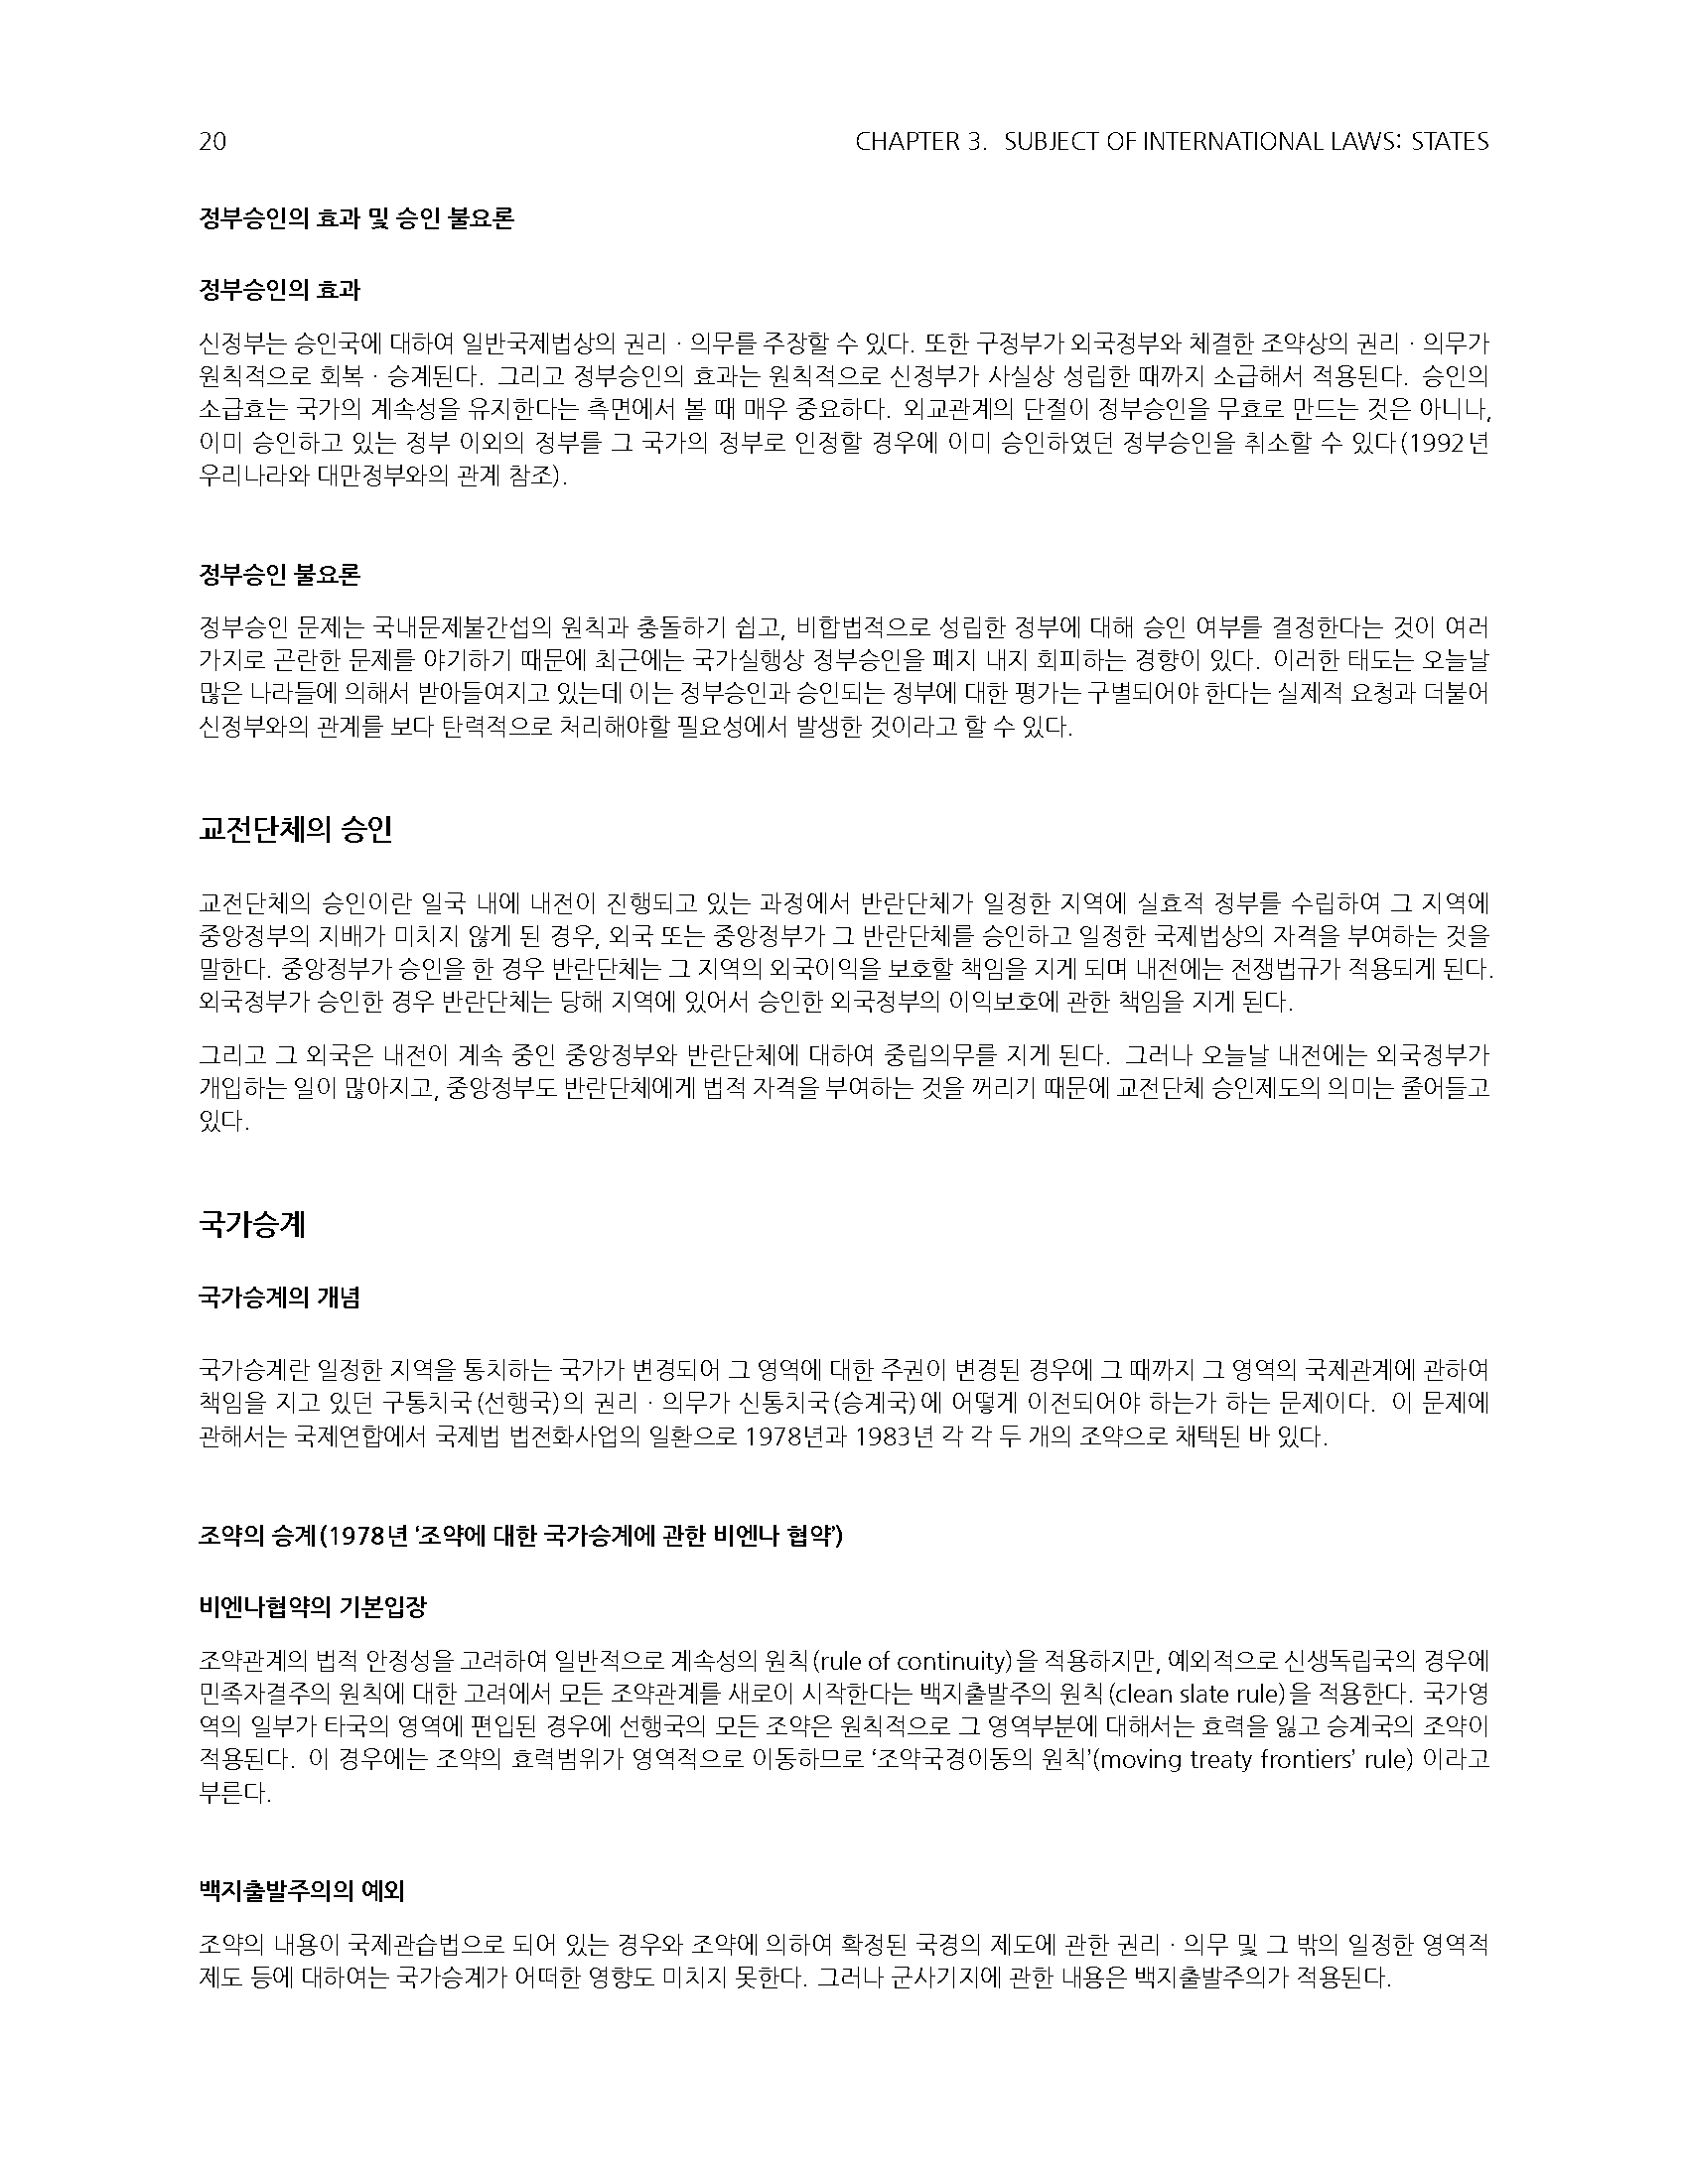 20 CHAPTER 3. SUBJECT OF INTERNATIONAL LAWS: STATES
정부승인의 효과 및 승인 불요론
정부승인의 효과
신정부는 승인국에 대하여 일반국제법상의 권리 · 의무를 주장할 수 있다. 또한 구정부가 외국정부와 체결한 조약상의 권리 · 의무가
원칙적으로 회복 · 승계된다. 그리고 정부승인의 효과는 원칙적으로 신정부가 사실상 성립한 때까지 소급해서 적용된다. 승인의
소급효는 국가의 계속성을 유지한다는 측면에서 볼 때 매우 중요하다. 외교관계의 단절이 정부승인을 무효로 만드는 것은 아니나,
이미 승인하고 있는 정부 이외의 정부를 그 국가의 정부로 인정할 경우에 이미 승인하였던 정부승인을 취소할 수 있다(1992년
우리나라와 대만정부와의 관계 참조).
정부승인 불요론
정부승인 문제는 국내문제불간섭의 원칙과 충돌하기 쉽고, 비합법적으로 성립한 정부에 대해 승인 여부를 결정한다는 것이 여러
가지로 곤란한 문제를 야기하기 때문에 최근에는 국가실행상 정부승인을 폐지 내지 회피하는 경향이 있다. 이러한 태도는 오늘날
많은 나라들에 의해서 받아들여지고 있는데 이는 정부승인과 승인되는 정부에 대한 평가는 구별되어야 한다는 실제적 요청과 더불어
신정부와의 관계를 보다 탄력적으로 처리해야할 필요성에서 발생한 것이라고 할 수 있다.
교전단체의 승인
교전단체의 승인이란 일국 내에 내전이 진행되고 있는 과정에서 반란단체가 일정한 지역에 실효적 정부를 수립하여 그 지역에
중앙정부의 지배가 미치지 않게 된 경우, 외국 또는 중앙정부가 그 반란단체를 승인하고 일정한 국제법상의 자격을 부여하는 것을
말한다. 중앙정부가 승인을 한 경우 반란단체는 그 지역의 외국이익을 보호할 책임을 지게 되며 내전에는 전쟁법규가 적용되게 된다.
외국정부가 승인한 경우 반란단체는 당해 지역에 있어서 승인한 외국정부의 이익보호에 관한 책임을 지게 된다.
그리고 그 외국은 내전이 계속 중인 중앙정부와 반란단체에 대하여 중립의무를 지게 된다. 그러나 오늘날 내전에는 외국정부가
개입하는 일이 많아지고, 중앙정부도 반란단체에게 법적 자격을 부여하는 것을 꺼리기 때문에 교전단체 승인제도의 의미는 줄어들고
있다.
국가승계
국가승계의 개념
국가승계란 일정한 지역을 통치하는 국가가 변경되어 그 영역에 대한 주권이 변경된 경우에 그 때까지 그 영역의 국제관계에 관하여
책임을 지고 있던 구통치국(선행국)의 권리 · 의무가 신통치국(승계국)에 어떻게 이전되어야 하는가 하는 문제이다. 이 문제에
관해서는 국제연합에서 국제법 법전화사업의 일환으로 1978년과 1983년 각 각 두 개의 조약으로 채택된 바 있다.
조약의 승계(1978년 ‘조약에 대한 국가승계에 관한 비엔나 협약’)
비엔나협약의 기본입장
조약관계의 법적 안정성을 고려하여 일반적으로 계속성의 원칙(rule of continuity)을 적용하지만, 예외적으로 신생독립국의 경우에
민족자결주의 원칙에 대한 고려에서 모든 조약관계를 새로이 시작한다는 백지출발주의 원칙(clean slate rule)을 적용한다. 국가영
역의 일부가 타국의 영역에 편입된 경우에 선행국의 모든 조약은 원칙적으로 그 영역부분에 대해서는 효력을 잃고 승계국의 조약이
적용된다. 이 경우에는 조약의 효력범위가 영역적으로 이동하므로 ‘조약국경이동의 원칙’(moving treaty frontiers’ rule) 이라고
부른다.
백지출발주의의 예외
조약의 내용이 국제관습법으로 되어 있는 경우와 조약에 의하여 확정된 국경의 제도에 관한 권리 · 의무 및 그 밖의 일정한 영역적
제도 등에 대하여는 국가승계가 어떠한 영향도 미치지 못한다. 그러나 군사기지에 관한 내용은 백지출발주의가 적용된다.